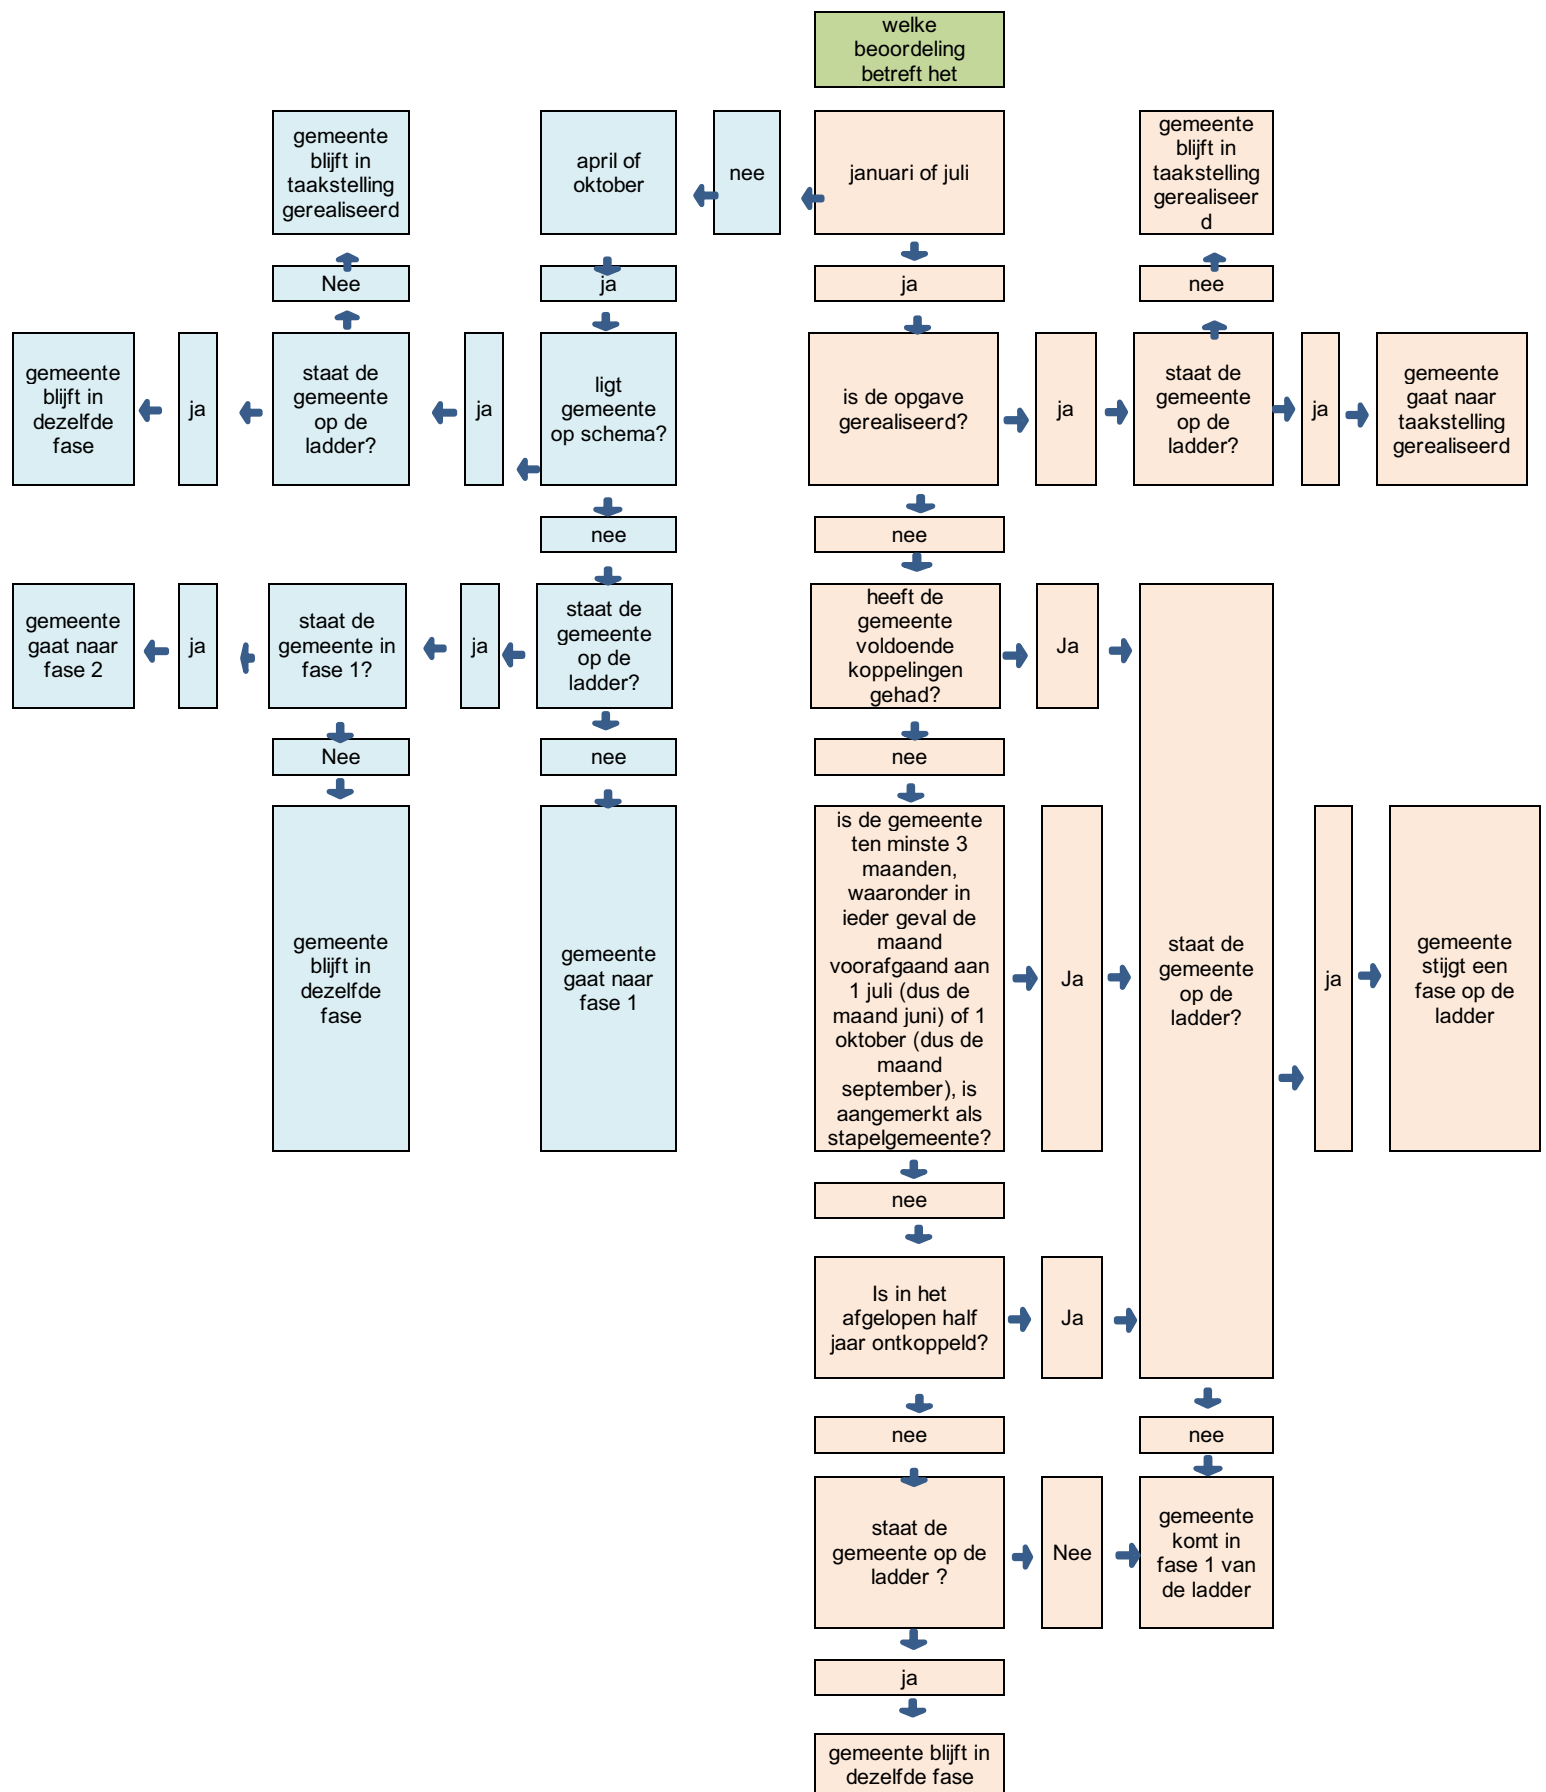 welke
beoordeling
betreft het
gemeente
blijft in
taakstelling
gerealiseerd
april of
oktober
nee
januari of juli
gemeente
blijft in
taakstelling
gerealiseer
d
Nee
ja
ja
nee
gemeente
blijft in
dezelfde
fase
ja
staat de
gemeente
op de
ladder?
ja
ligt
gemeente
op schema?
is de opgave
gerealiseerd?
ja
staat de
gemeente
op de
ladder?
ja
gemeente
gaat naar
taakstelling
gerealiseerd
nee
nee
gemeente
gaat naar
fase 2
ja
staat de
gemeente in
fase 1?
ja
staat de
gemeente
op de
ladder?
heeft de
gemeente
voldoende
koppelingen
gehad?
Ja
Nee
nee
nee
gemeente
blijft in
dezelfde
fase
gemeente
gaat naar
fase 1
is de gemeente
ten minste 3
maanden,
waaronder in
ieder geval de
maand
voorafgaand aan
1 juli (dus de
maand juni) of 1
oktober (dus de
maand
september), is
aangemerkt als
stapelgemeente?
Ja
staat de
gemeente
op de
ladder?
ja
gemeente
stijgt een
fase op de
ladder
nee
Is in het
afgelopen half
jaar ontkoppeld?
Ja
nee
nee
staat de
gemeente op de
ladder ?
Nee
gemeente
komt in
fase 1 van
de ladder
ja
gemeente blijft in
dezelfde fase